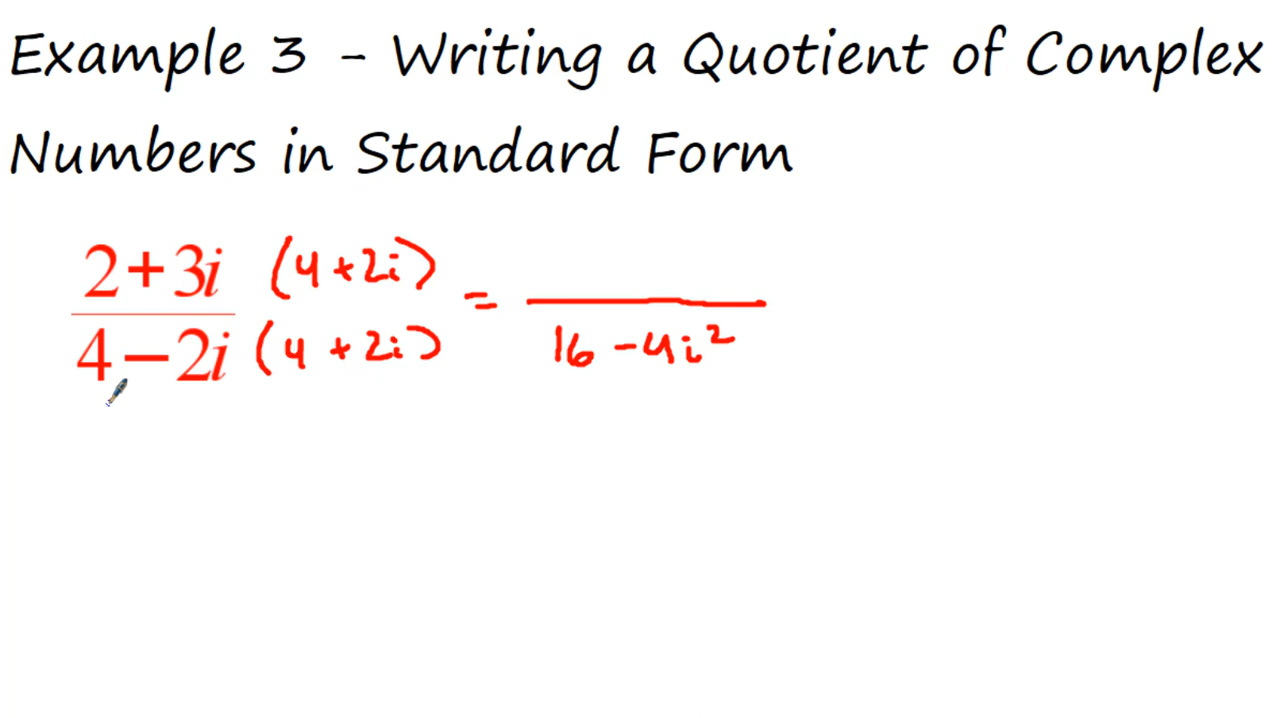 Example 3 - Writing a Quotient of Complex
Numbers in Standard Form
2+3i (4+2i) =
4−2i (4+2i) 16-4i²